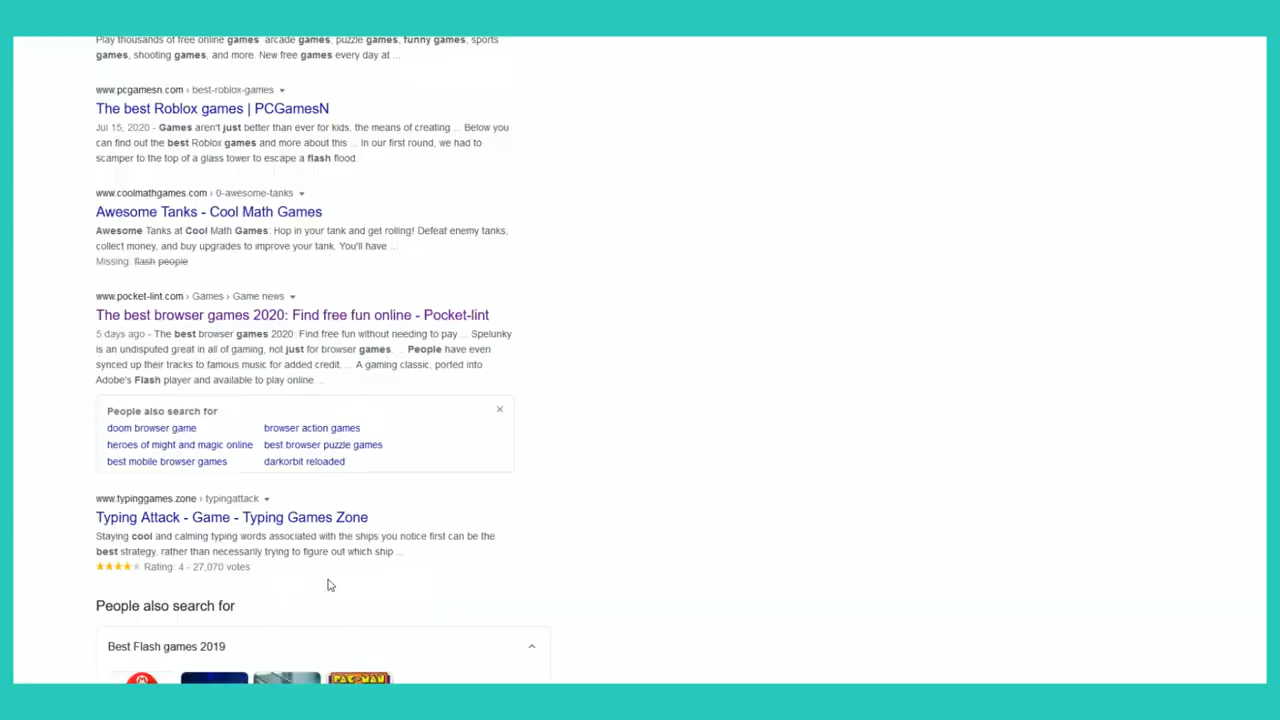 Play thousands of free online games arcade games, puzzle games, funny games, sports
games, shooting games, and more. New free games every day at ...
www.pcgamesn.com › best-roblox-games
The best Roblox games | PCGamesN
Jul 15, 2020 - Games aren't just better than ever for kids, the means of creating ... Below you
can find out the best Roblox games and more about this ... In our first round, we had to
scamper to the top of a glass tower to escape a flash flood.
www.coolmathgames.com › 0-awesome-tanks
Awesome Tanks - Cool Math Games
Awesome Tanks at Cool Math Games: Hop in your tank and get rolling! Defeat enemy tanks,
collect money, and buy upgrades to improve your tank. You'll have ...
Missing: flash people
www.pocket-lint.com › Games › Game news
The best browser games 2020: Find free fun online - Pocket-lint
5 days ago - The best browser games 2020: Find free fun without needing to pay ... Spelunky
is an undisputed great in all of gaming, not just for browser games. ... People have even
synced up their tracks to famous music for added credit. ... A gaming classic, ported into
Adobe's Flash player and available to play online ...
People also search for
doom browser game browser action games
heroes of might and magic online best browser puzzle games
best mobile browser games darkorbit reloaded
www.typinggames.zone › typingattack
Typing Attack - Game - Typing Games Zone
Staying cool and calming typing words associated with the ships you notice first can be the
best strategy, rather than necessarily trying to figure out which ship ...
Rating: 4 - 27,070 votes
People also search for
Best Flash games 2019
PAC-MAN